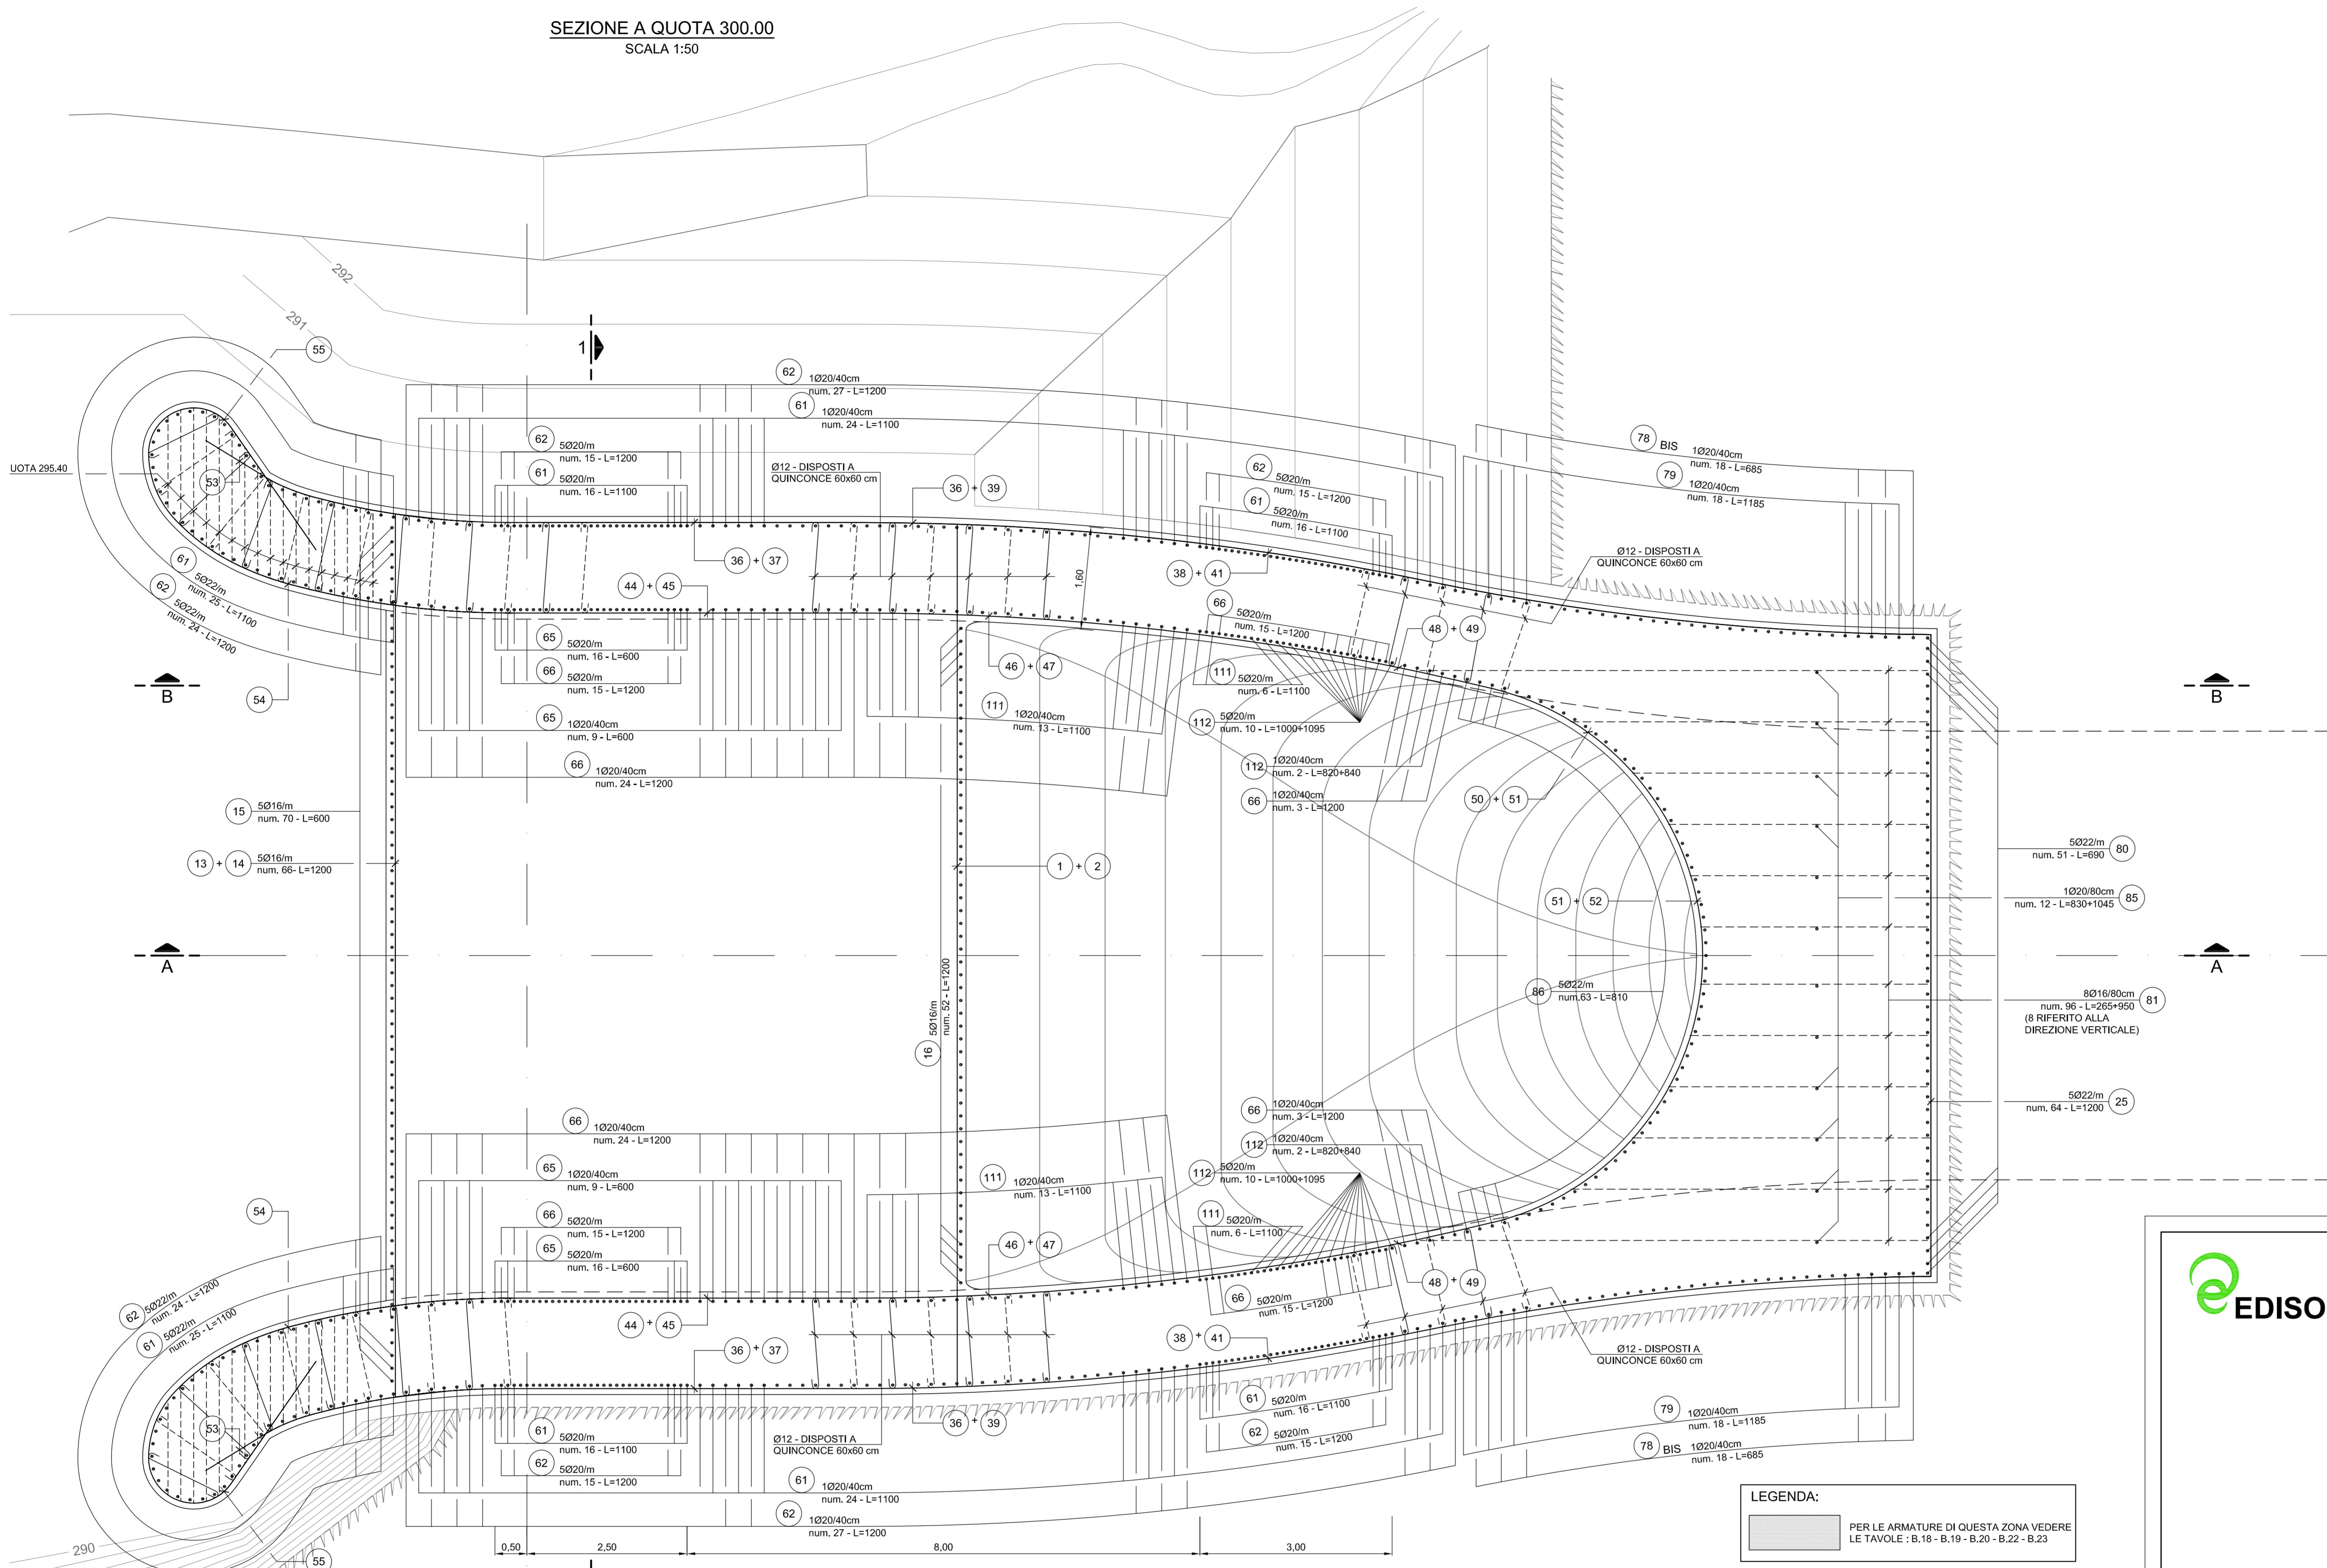 SEZIONE A QUOTA 300.00
SCALA 1:50
292
291
55
1
62 1Ø20/40cm
num. 27 - L=1200
61 1Ø20/40cm
num. 24 - L=1100
62 5Ø20/m
num. 15 - L=1200
61 5Ø20/m
num. 16 - L=1100
Ø12 - DISPOSTI A
QUINCONCE 60x60 cm
36 + 39
62 5Ø20/m
num. 15 - L=1200
61 5Ø20/m
num. 16 - L=1100
78 BIS 1Ø20/40cm
num. 18 - L=685
79 1Ø20/40cm
num. 18 - L=1185
UOTA 295.40
53
Ø12 - DISPOSTI A
QUINCONCE 60x60 cm
36 + 37
44 + 45
38 + 41
1,60
61 5Ø22/m
num. 25 - L=1100
62 5Ø22/m
num. 24 - L=1200
66 5Ø20/m
num. 15 - L=1200
48 + 49
65 5Ø20/m
num. 16 - L=600
66 5Ø20/m
num. 15 - L=1200
46 + 47
111 5Ø20/m
num. 6 - L=1100
B
B
54
65 1Ø20/40cm
num. 9 - L=600
111 1Ø20/40cm
num. 13 - L=1100
112 5Ø20/m
num. 10 - L=1000÷1095
66 1Ø20/40cm
num. 24 - L=1200
112 1Ø20/40cm
num. 2 - L=820÷840
66 1Ø20/40cm
num. 3 - L=1200
50 + 51
15 5Ø16/m
num. 70 - L=600
13 + 14 5Ø16/m
num. 66- L=1200
1 + 2
5Ø22/m
num. 51 - L=690 80
51 + 52
1Ø20/80cm
num. 12 - L=830÷1045 85
A
A
16 5Ø16/m
num. 52 - L=1200
86 5Ø22/m
num.63 - L=810
8Ø16/80cm
num. 96 - L=265÷950 81
(8 RIFERITO ALLA
DIREZIONE VERTICALE)
5Ø22/m
num. 64 - L=1200 25
66 1Ø20/40cm
num. 24 - L=1200
66 1Ø20/40cm
num. 3 - L=1200
112 1Ø20/40cm
num. 2 - L=820÷840
65 1Ø20/40cm
num. 9 - L=600
111 1Ø20/40cm
num. 13 - L=1100
112 5Ø20/m
num. 10 - L=1000÷1095
54
66 5Ø20/m
num. 15 - L=1200
111 5Ø20/m
num. 6 - L=1100
65 5Ø20/m
num. 16 - L=600
46 + 47
48 + 49
66 5Ø20/m
num. 15 - L=1200
62 5Ø22/m
num. 24 - L=1200
61 5Ø22/m
num. 25 - L=1100
44 + 45
36 + 37
38 + 41
Ø12 - DISPOSTI A
QUINCONCE 60x60 cm
EDISO
53
61 5Ø20/m
num. 16 - L=1100
62 5Ø20/m
num. 15 - L=1200
Ø12 - DISPOSTI A
QUINCONCE 60x60 cm
36 + 39
61 5Ø20/m
num. 16 - L=1100
62 5Ø20/m
num. 15 - L=1200
79 1Ø20/40cm
num. 18 - L=1185
78 BIS 1Ø20/40cm
num. 18 - L=685
61 1Ø20/40cm
num. 24 - L=1100
62 1Ø20/40cm
num. 27 - L=1200
290
55
0,50
2,50
8,00
3,00
LEGENDA:
PER LE ARMATURE DI QUESTA ZONA VEDERE
LE TAVOLE : B.18 - B.19 - B.20 - B.22 - B.23